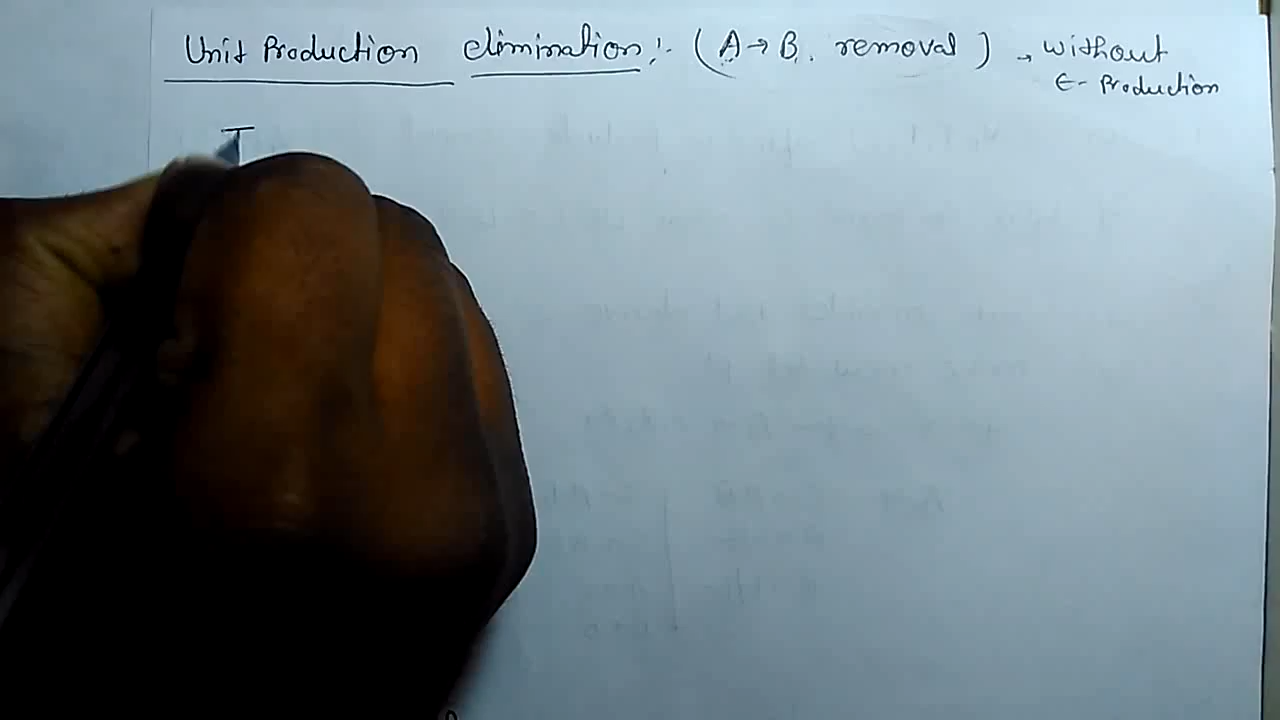 Unit Production elimination :- (A→B. removal) → without
ε- Production
T